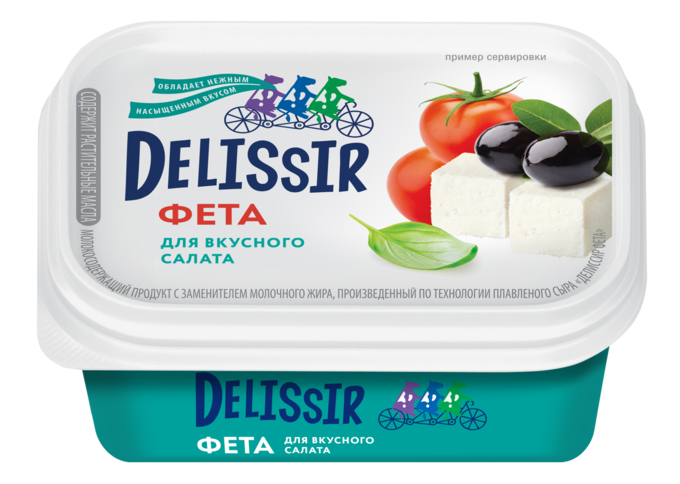 пример сервировки
ОБЛАДАЕТ НЕЖНЫМ
НАСЫЩЕННЫМ ВКУСОМ
DELISSIR
ФЕТА
ДЛЯ ВКУСНОГО
САЛАТА
СОДЕРЖИТ РАСТИТЕЛЬНЫЕ МАСЛА
МОЛОКОСОДЕРЖАЩИЙ ПРОДУКТ С ЗАМЕНИТЕЛЕМ МОЛОЧНОГО ЖИРА, ПРОИЗВЕДЕННЫЙ ПО ТЕХНОЛОГИИ ПЛАВЛЕНОГО СЫРА «ДЕЛИССИР ФЕТА»
DELISSIR
ФЕТА
ДЛЯ ВКУСНОГО
САЛАТА